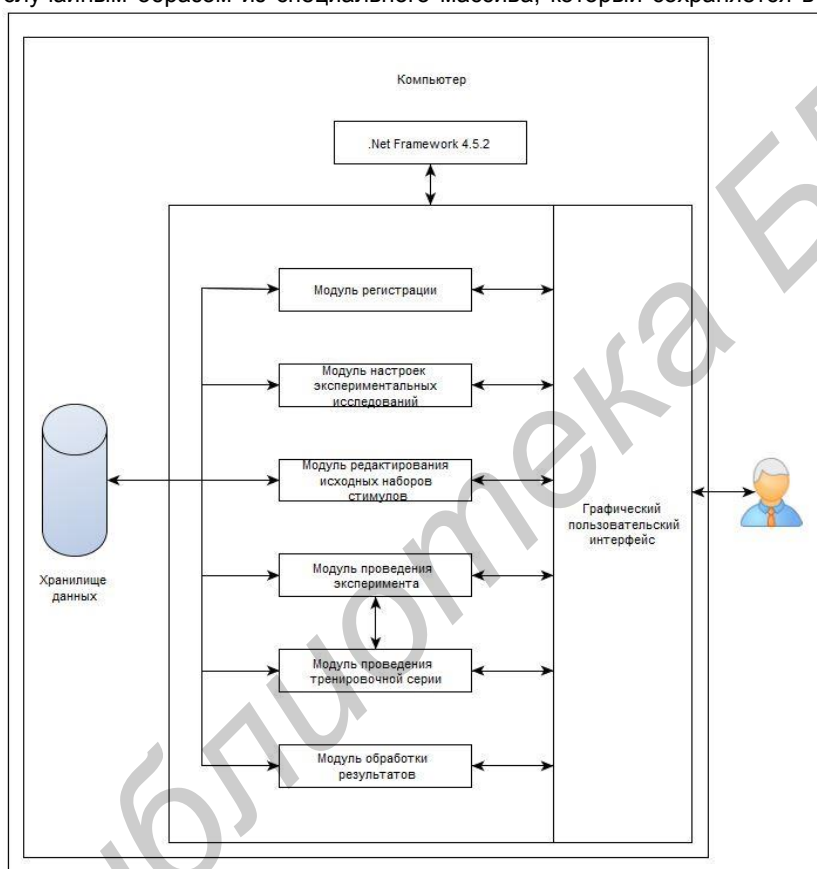 случайным образом из специального массива, который сохраняется в
Компьютер
.Net Framework 4.5.2
Модуль регистрации
Модуль настроек
экспериментальных
исследований
Модуль редактирования
исходных наборов
стимулов
Модуль проведения
эксперимента
Модуль проведения
тренировочной серии
Модуль обработки
результатов
Хранилище
данных
Графический
пользовательский
интерфейс